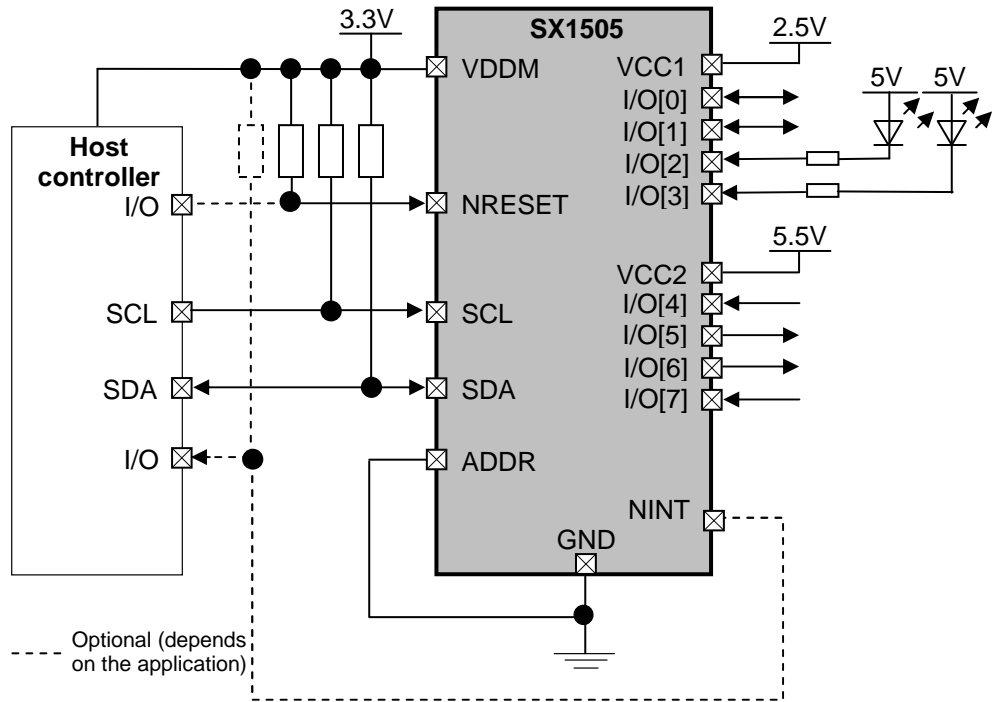 3.3V
SX1505
2.5V
5V
5V
VDDM
VCC1
I/O[0]
I/O[1]
I/O[2]
I/O[3]
Host
controller
I/O
NRESET
5.5V
VCC2
SCL
SCL
I/O[4]
I/O[5]
I/O[6]
SDA
SDA
I/O[7]
I/O
ADDR
NINT
GND
Optional (depends
on the application)